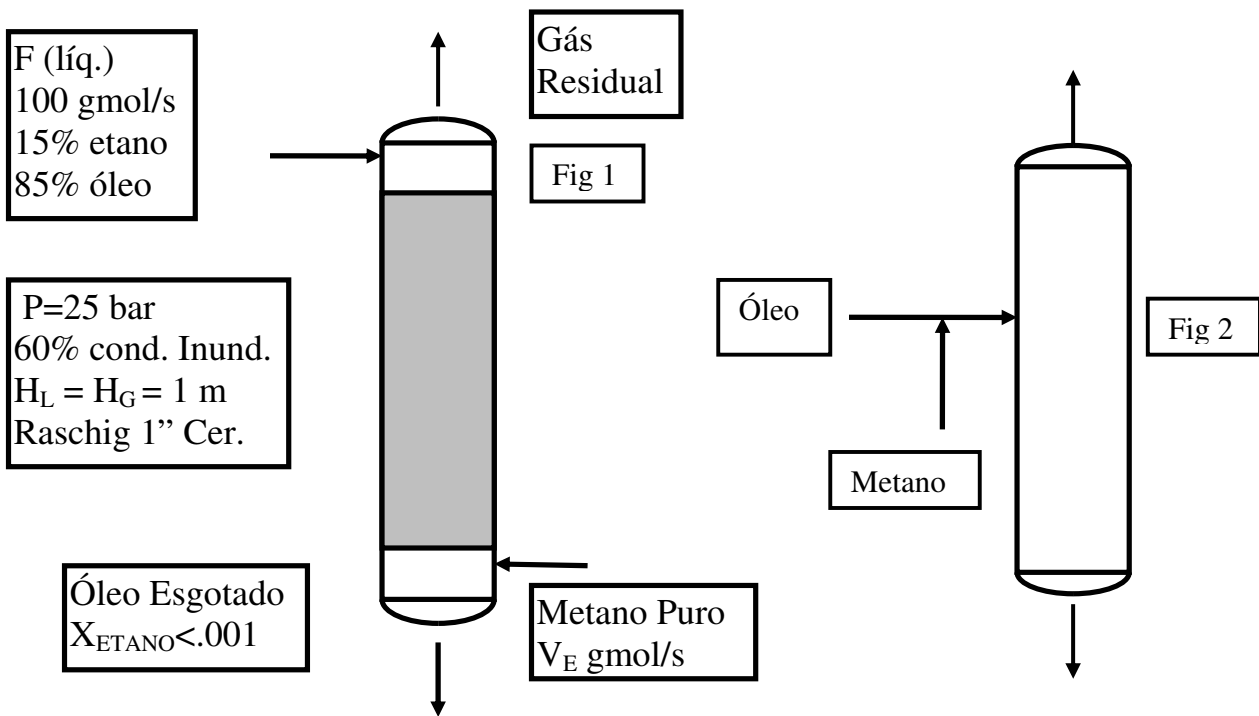 F (líq.)
100 gmol/s
15% etano
85% óleo
Gás
Residual
Fig 1
P=25 bar
60% cond. Inund.
H_L = H_G = 1 m
Raschig 1” Cer.
Óleo
Fig 2
Metano
Óleo Esgotado
X_ETANO<.001
Metano Puro
V_E gmol/s